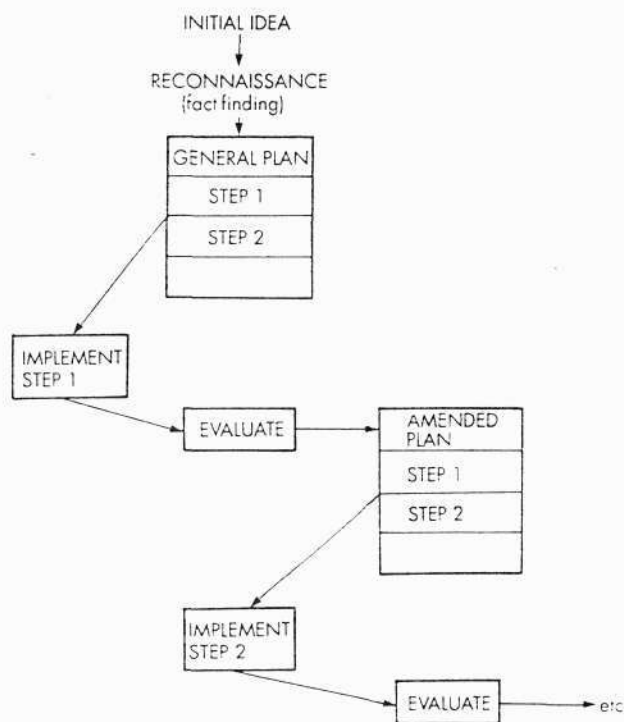 INITIAL IDEA
RECONNAISSANCE
(fact finding)
GENERAL PLAN
STEP 1
STEP 2
IMPLEMENT
STEP 1
EVALUATE
AMENDED
PLAN
STEP 1
STEP 2
IMPLEMENT
STEP 2
EVALUATE
etc